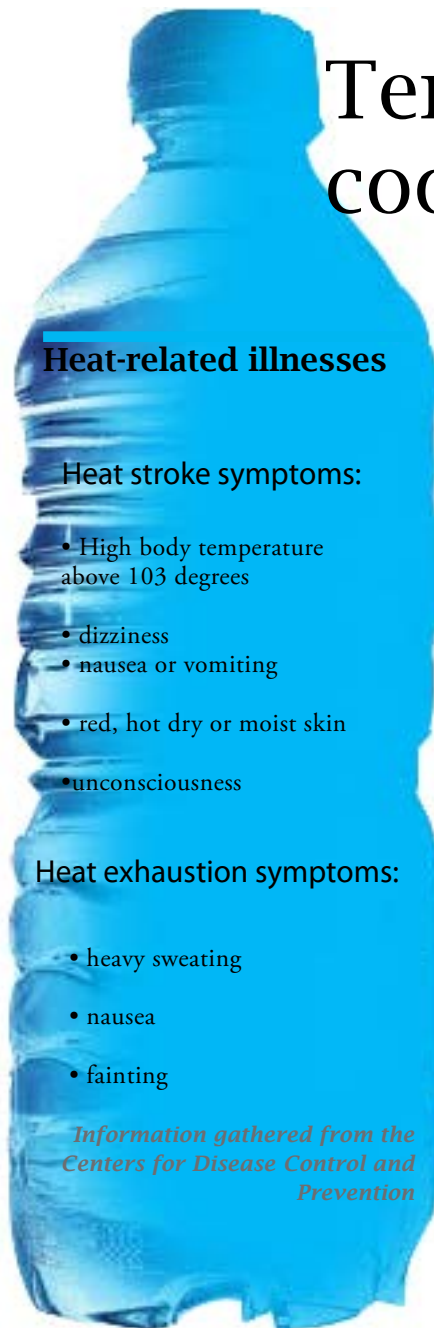 Ter
coo
Heat-related illnesses
Heat stroke symptoms:
• High body temperature
above 103 degrees
• dizziness
• nausea or vomiting
• red, hot dry or moist skin
•unconsciousness
Heat exhaustion symptoms:
• heavy sweating
• nausea
• fainting
Information gathered from the
Centers for Disease Control and
Prevention